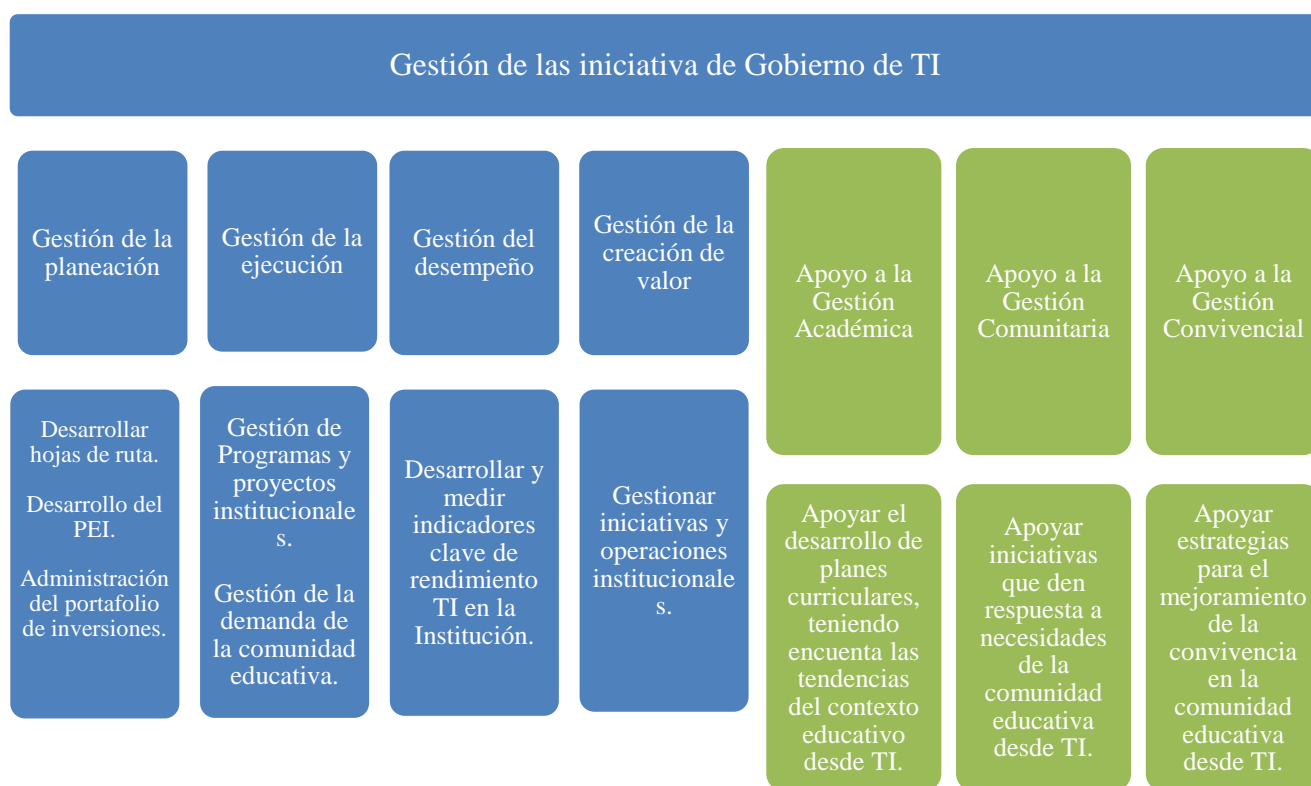 Gestión de las iniciativa de Gobierno de TI
Gestión de la
planeación
Gestión de la
ejecución
Gestión del
desempeño
Gestión de la
creación de
valor
Apoyo a la
Gestión
Académica
Apoyo a la
Gestión
Comunitaria
Apoyo a la
Gestión
Convivencial
Desarrollar
hojas de ruta.
Desarrollo del
PEI.
Administración
del portafolio
de inversiones.
Gestión de
Programas y
proyectos
institucionale
s.
Gestión de la
demanda de
la comunidad
educativa.
Desarrollar y
medir
indicadores
clave de
rendimiento
TI en la
Institución.
Gestionar
iniciativas y
operaciones
institucionale
s.
Apoyar el
desarrollo de
planes
curriculares,
teniendo
encuenta las
tendencias
del contexto
educativo
desde TI.
Apoyar
iniciativas
que den
respuesta a
necesidades
de la
comunidad
educativa
desde TI.
Apoyar
estrategias
para el
mejoramiento
de la
convivencia
en la
comunidad
educativa
desde TI.